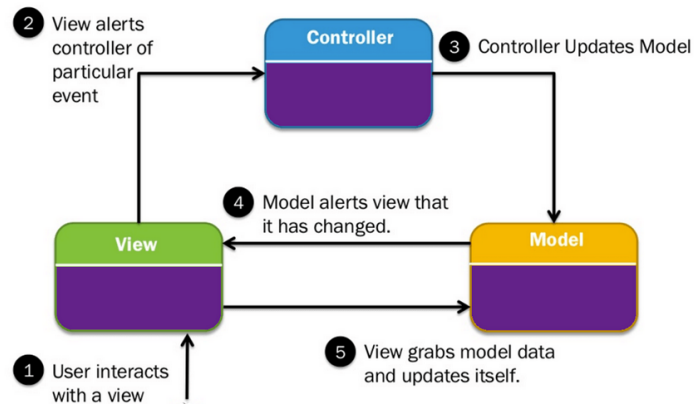 2
View alerts
controller of
particular
event
Controller
3
Controller Updates Model
4
Model alerts view that
it has changed.
View
Model
1
User interacts
with a view
5
View grabs model data
and updates itself.